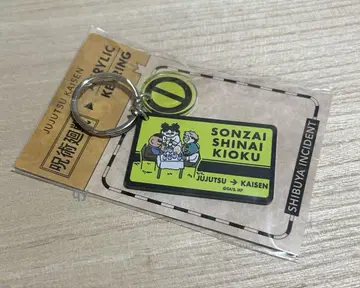 JUJUTSU KAISEN
呪術廻戦
ACRYLIC
KEYRING
SONZAI
SHINAI
KIOKU
JUJUTSU → KAISEN
SHIBUYA INCIDENT